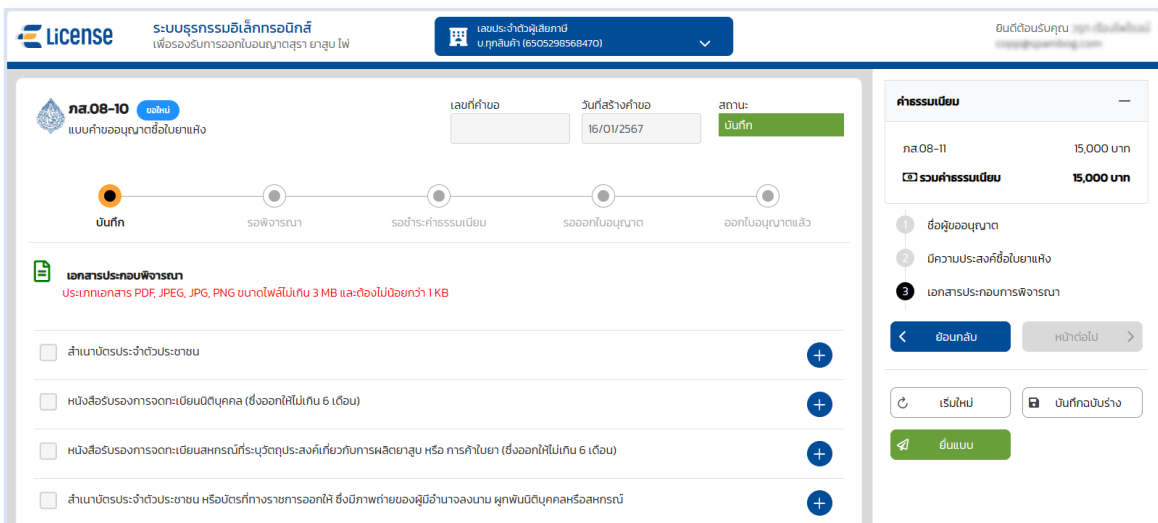 License
ระบบธุรกรรมอิเล็กทรอนิกส์
เพื่อรองรับการออกใบอนุญาตสุรา ยาสูบ ไพ่
เลขประจำตัวผู้เสียภาษี
บ.ทุกสินค้า (6505298568470)
ยินดีต้อนรับคุณ
ภส.08-10 ขอใหม่
แบบคำขออนุญาตซื้อใบยาแห้ง
เลขที่คำขอ
วันที่สร้างคำขอ
16/01/2567
สถานะ
บันทึก
บันทึก
รอพิจารณา
รอชำระค่าธรรมเนียม
รอออกใบอนุญาต
ออกใบอนุญาตแล้ว
เอกสารประกอบพิจารณา
ประเภทเอกสาร PDF, JPEG, JPG, PNG ขนาดไฟล์ไม่เกิน 3 MB และต้องไม่น้อยกว่า 1 KB
สำเนาบัตรประจำตัวประชาชน
หนังสือรับรองการจดทะเบียนนิติบุคคล (ซึ่งออกให้ไม่เกิน 6 เดือน)
หนังสือรับรองการจดทะเบียนสหกรณ์ที่ระบุวัตถุประสงค์เกี่ยวกับการผลิตยาสูบ หรือ การค้าใบยา (ซึ่งออกให้ไม่เกิน 6 เดือน)
สำเนาบัตรประจำตัวประชาชน หรือบัตรที่ทางราชการออกให้ ซึ่งมีภาพถ่ายของผู้มีอำนาจลงนาม ผูกพันนิติบุคคลหรือสหกรณ์
ค่าธรรมเนียม
ภส.08-11 15,000 บาท
รวมค่าธรรมเนียม 15,000 บาท
1 ชื่อผู้ขออนุญาต
2 มีความประสงค์ซื้อใบยาแห้ง
3 เอกสารประกอบการพิจารณา
ย้อนกลับ
หน้าต่อไป
เริ่มใหม่
บันทึกฉบับร่าง
ยื่นแบบ